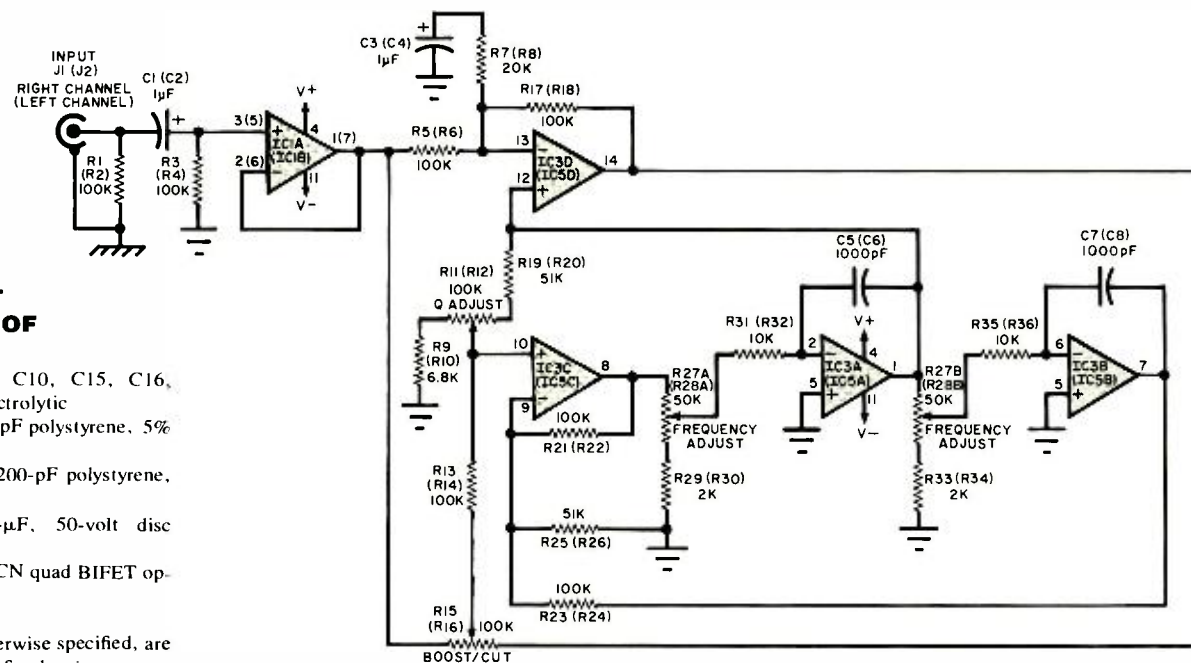 INPUT
J1 (J2)
RIGHT CHANNEL
(LEFT CHANNEL)
C1 (C2)
1µF
R1
(R2)
100K
R3
(R4)
100K
3(5)
2(6)
+
−
IC1A
(IC1B)
V+
4
11
V−
1(7)
C3 (C4)
1µF
+
R7(R8)
20K
R17(R18)
100K
R5(R6)
100K
13
12
−
+
IC3D
(IC5D)
14
R11(R12)
100K
Q ADJUST
R19 (R20)
51K
R9
(R10)
6.8K
10
9
+
−
IC3C
(IC5C)
8
100K
R21(R22)
R13
(R14)
100K
51K
R25(R26)
100K
R23(R24)
R15
(R16)
100K
BOOST/CUT
R27A
(R28A)
50K
FREQUENCY
ADJUST
R29(R30)
2K
R31 (R32)
10K
C5(C6)
1000pF
2
5
−
+
IC3A
(IC5A)
V+
4
11
V−
1
R27B
(R28B)
50K
FREQUENCY
ADJUST
R33(R34)
2K
R35(R36)
10K
C7(C8)
1000pF
6
5
−
+
IC3B
(IC5B)
7
OF
C10, C15, C16,
ctrolytic
pF polystyrene, 5%
200-pF polystyrene,
-µF, 50-volt disc
CN quad BIFET op-
erwise specified, are